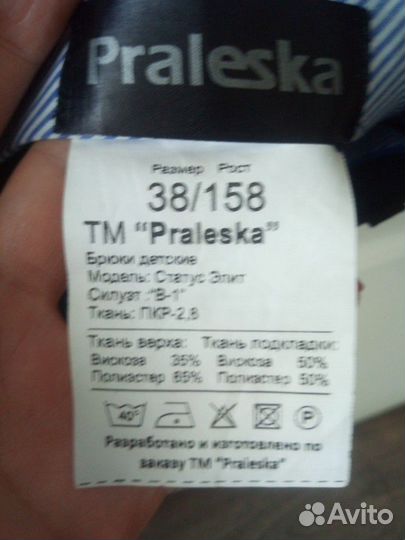 Praleska
Размер Рост
38/158
ТМ "Praleska"
Брюки детские
Модель: Статус Элит
Силуэт :"В-1"
Ткань: ПКР-2,8
Ткань верха: Ткань подкладки:
Вискоза 35% Вискоза 50%
Полиэстер 65% Полиэстер 50%
40° P
Разработано и изготовлено по
заказу ТМ "Praleska"
Avito